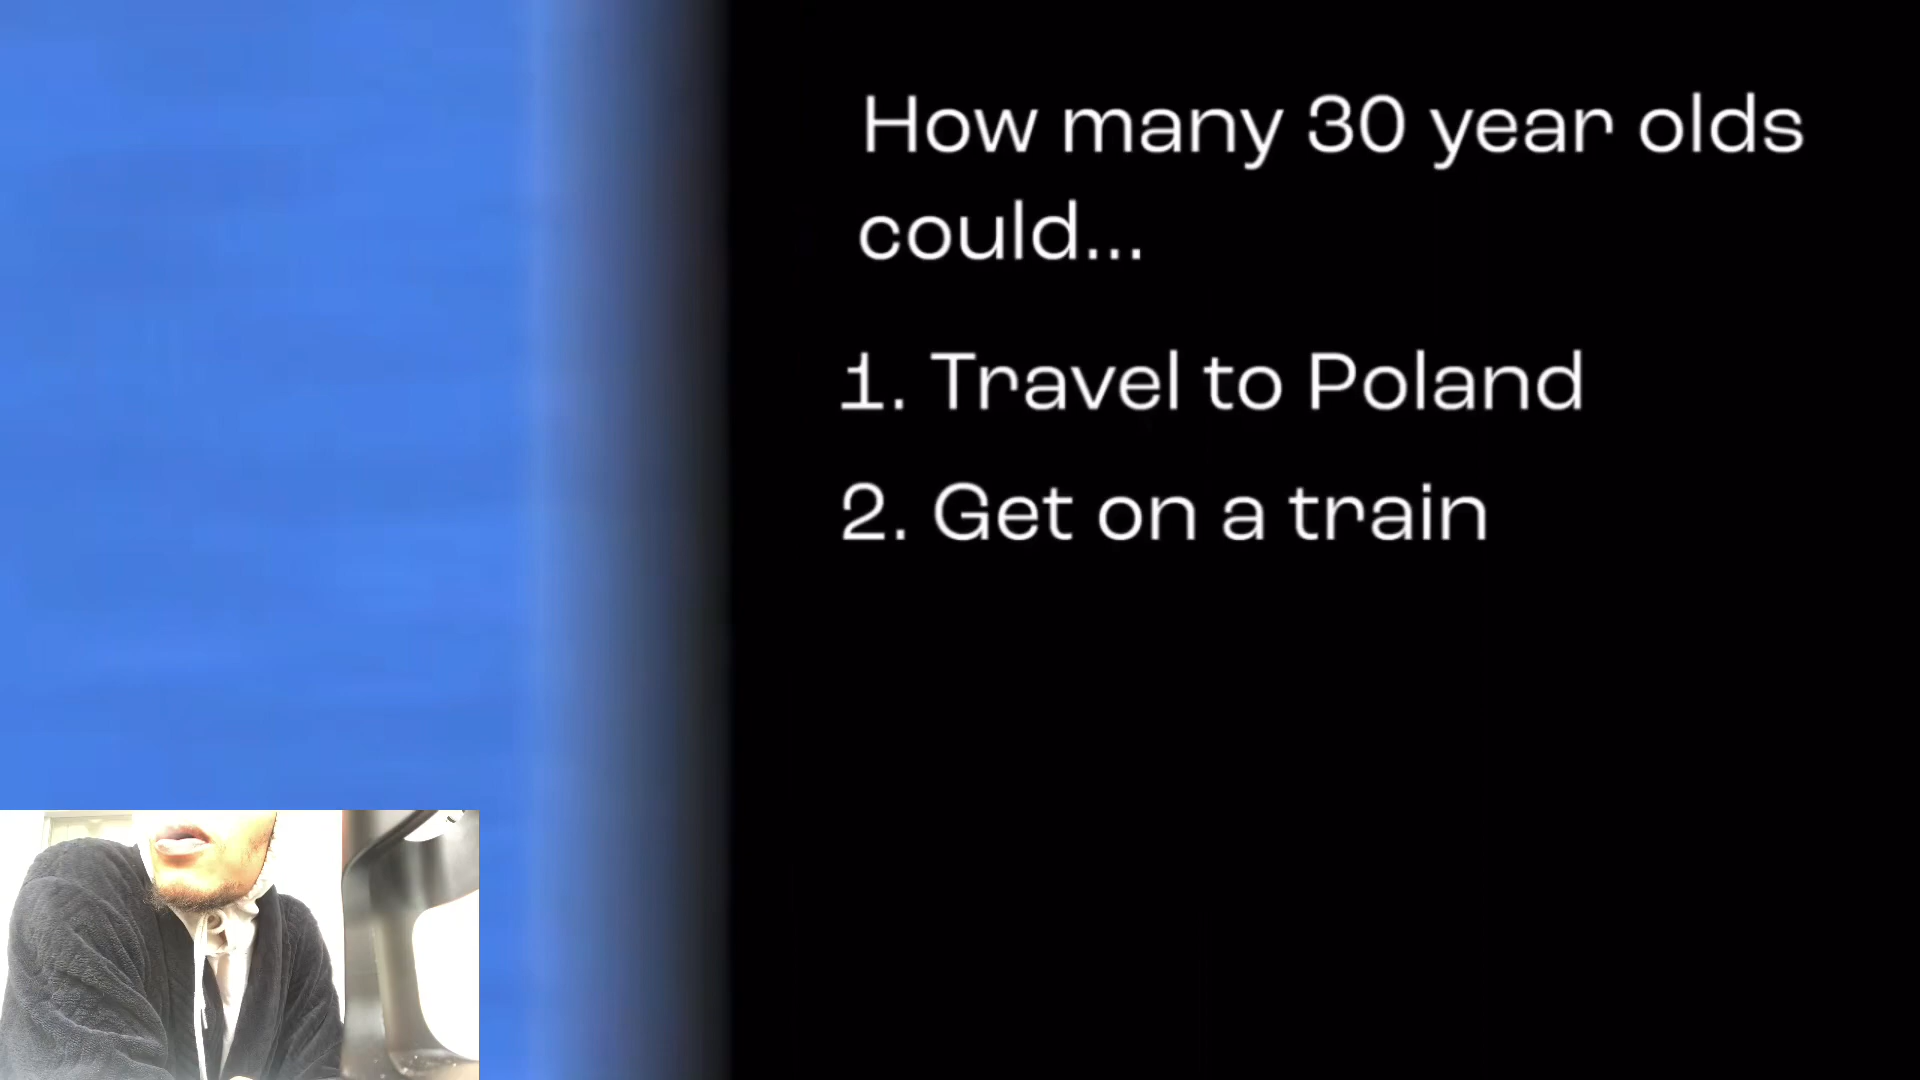 How many 30 year olds
could...
1. Travel to Poland
2. Get on a train